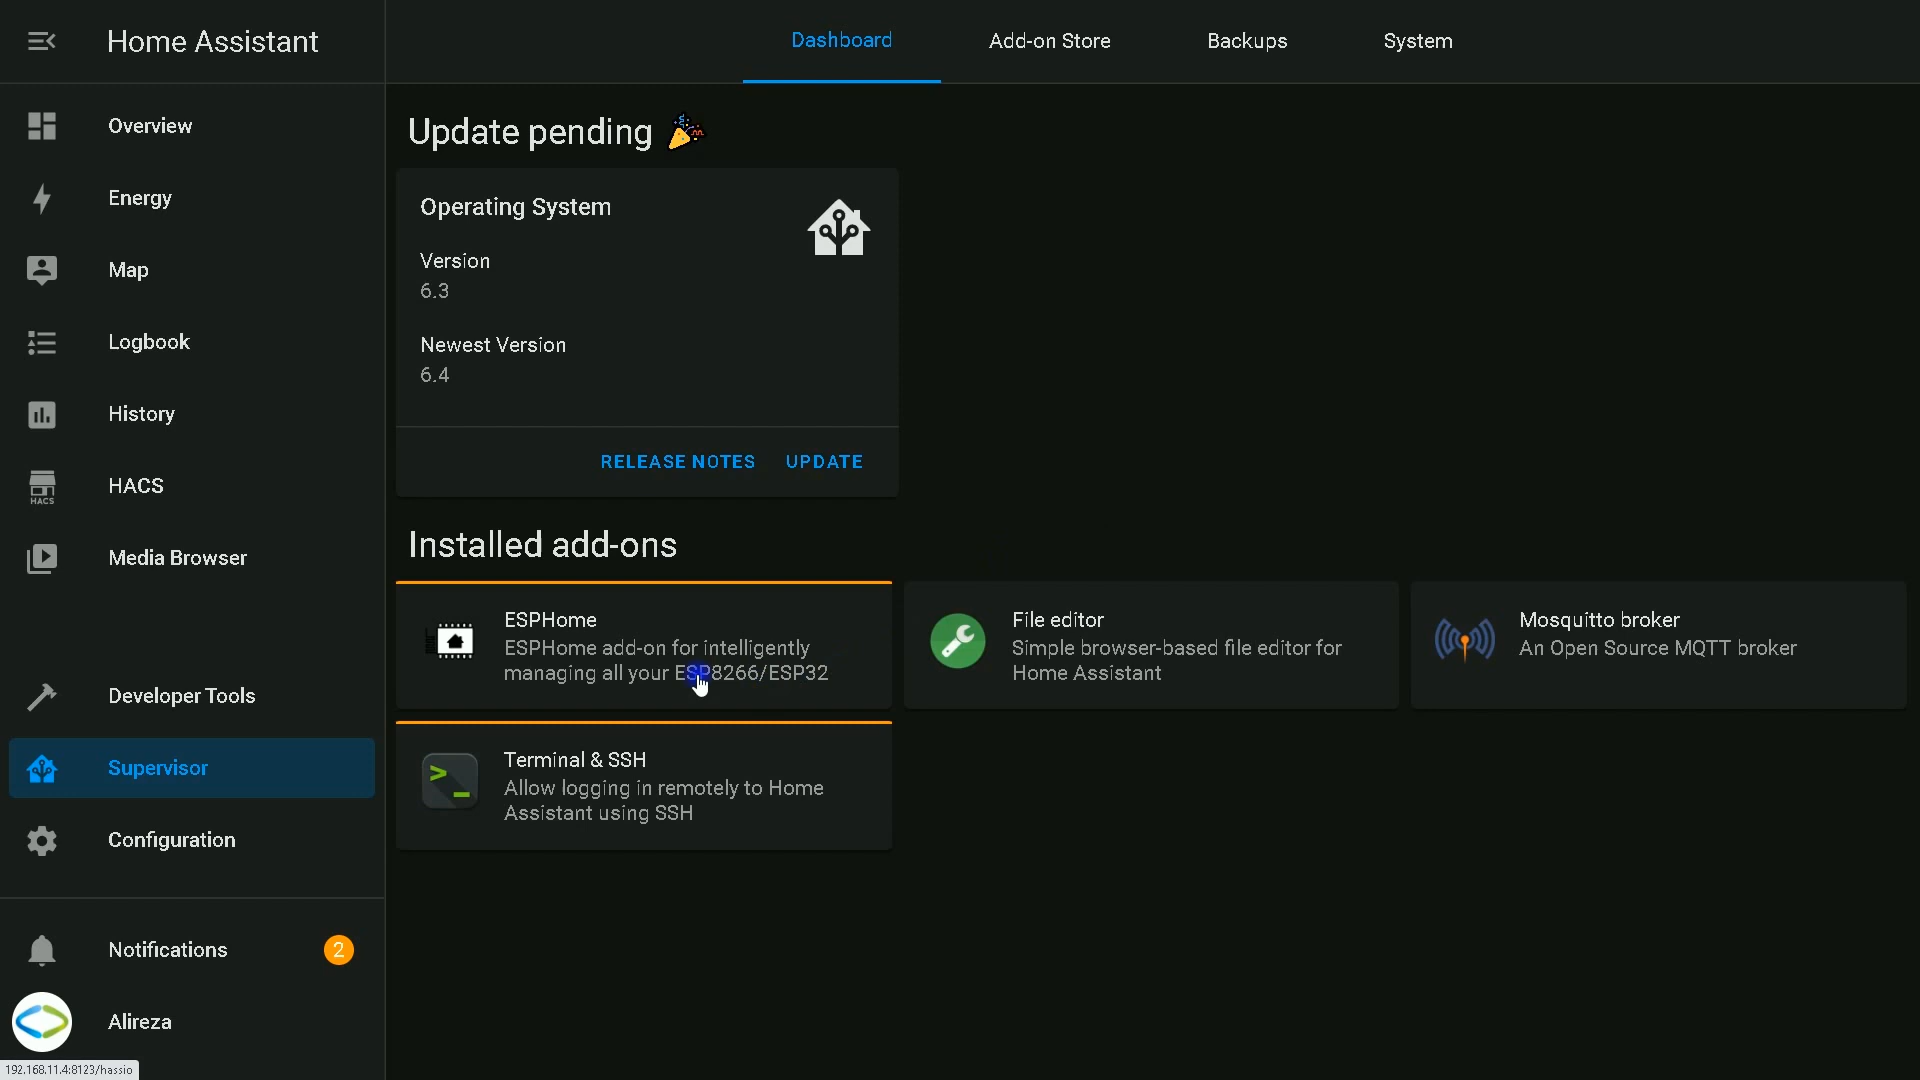 Home Assistant
Dashboard
Add-on Store
Backups
System
Overview
Energy
Map
Logbook
History
HACS
HACS
Media Browser
Developer Tools
Supervisor
Configuration
Notifications
2
Alireza
192.168.11.4:8123/hassio
Update pending
Operating System
Version
6.3
Newest Version
6.4
RELEASE NOTES
UPDATE
Installed add-ons
ESPHome
ESPHome add-on for intelligently
managing all your ESP8266/ESP32
File editor
Simple browser-based file editor for
Home Assistant
Mosquitto broker
An Open Source MQTT broker
Terminal & SSH
Allow logging in remotely to Home
Assistant using SSH